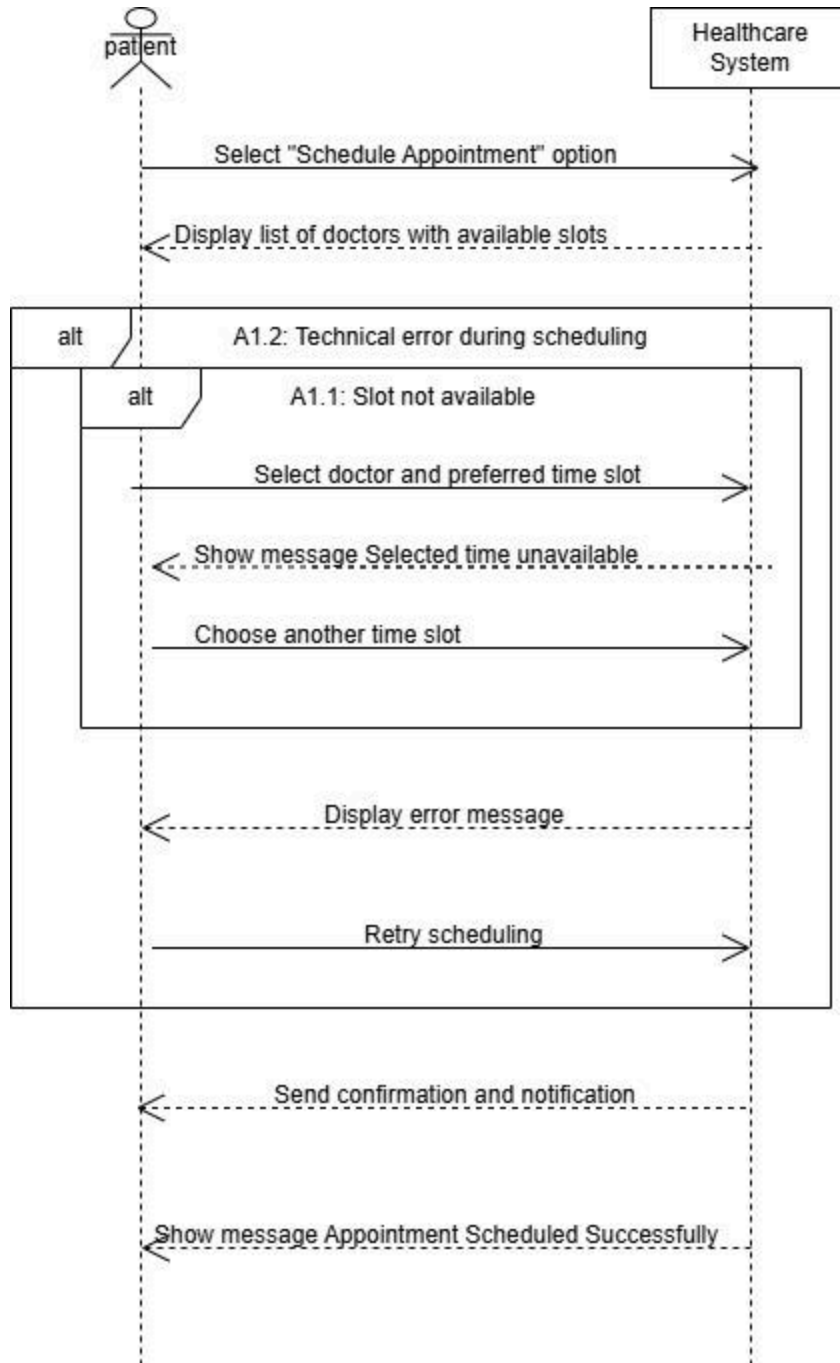 patient
Healthcare
System
Select "Schedule Appointment" option
Display list of doctors with available slots
alt
A1.2: Technical error during scheduling
alt
A1.1: Slot not available
Select doctor and preferred time slot
Show message Selected time unavailable
Choose another time slot
Display error message
Retry scheduling
Send confirmation and notification
Show message Appointment Scheduled Successfully